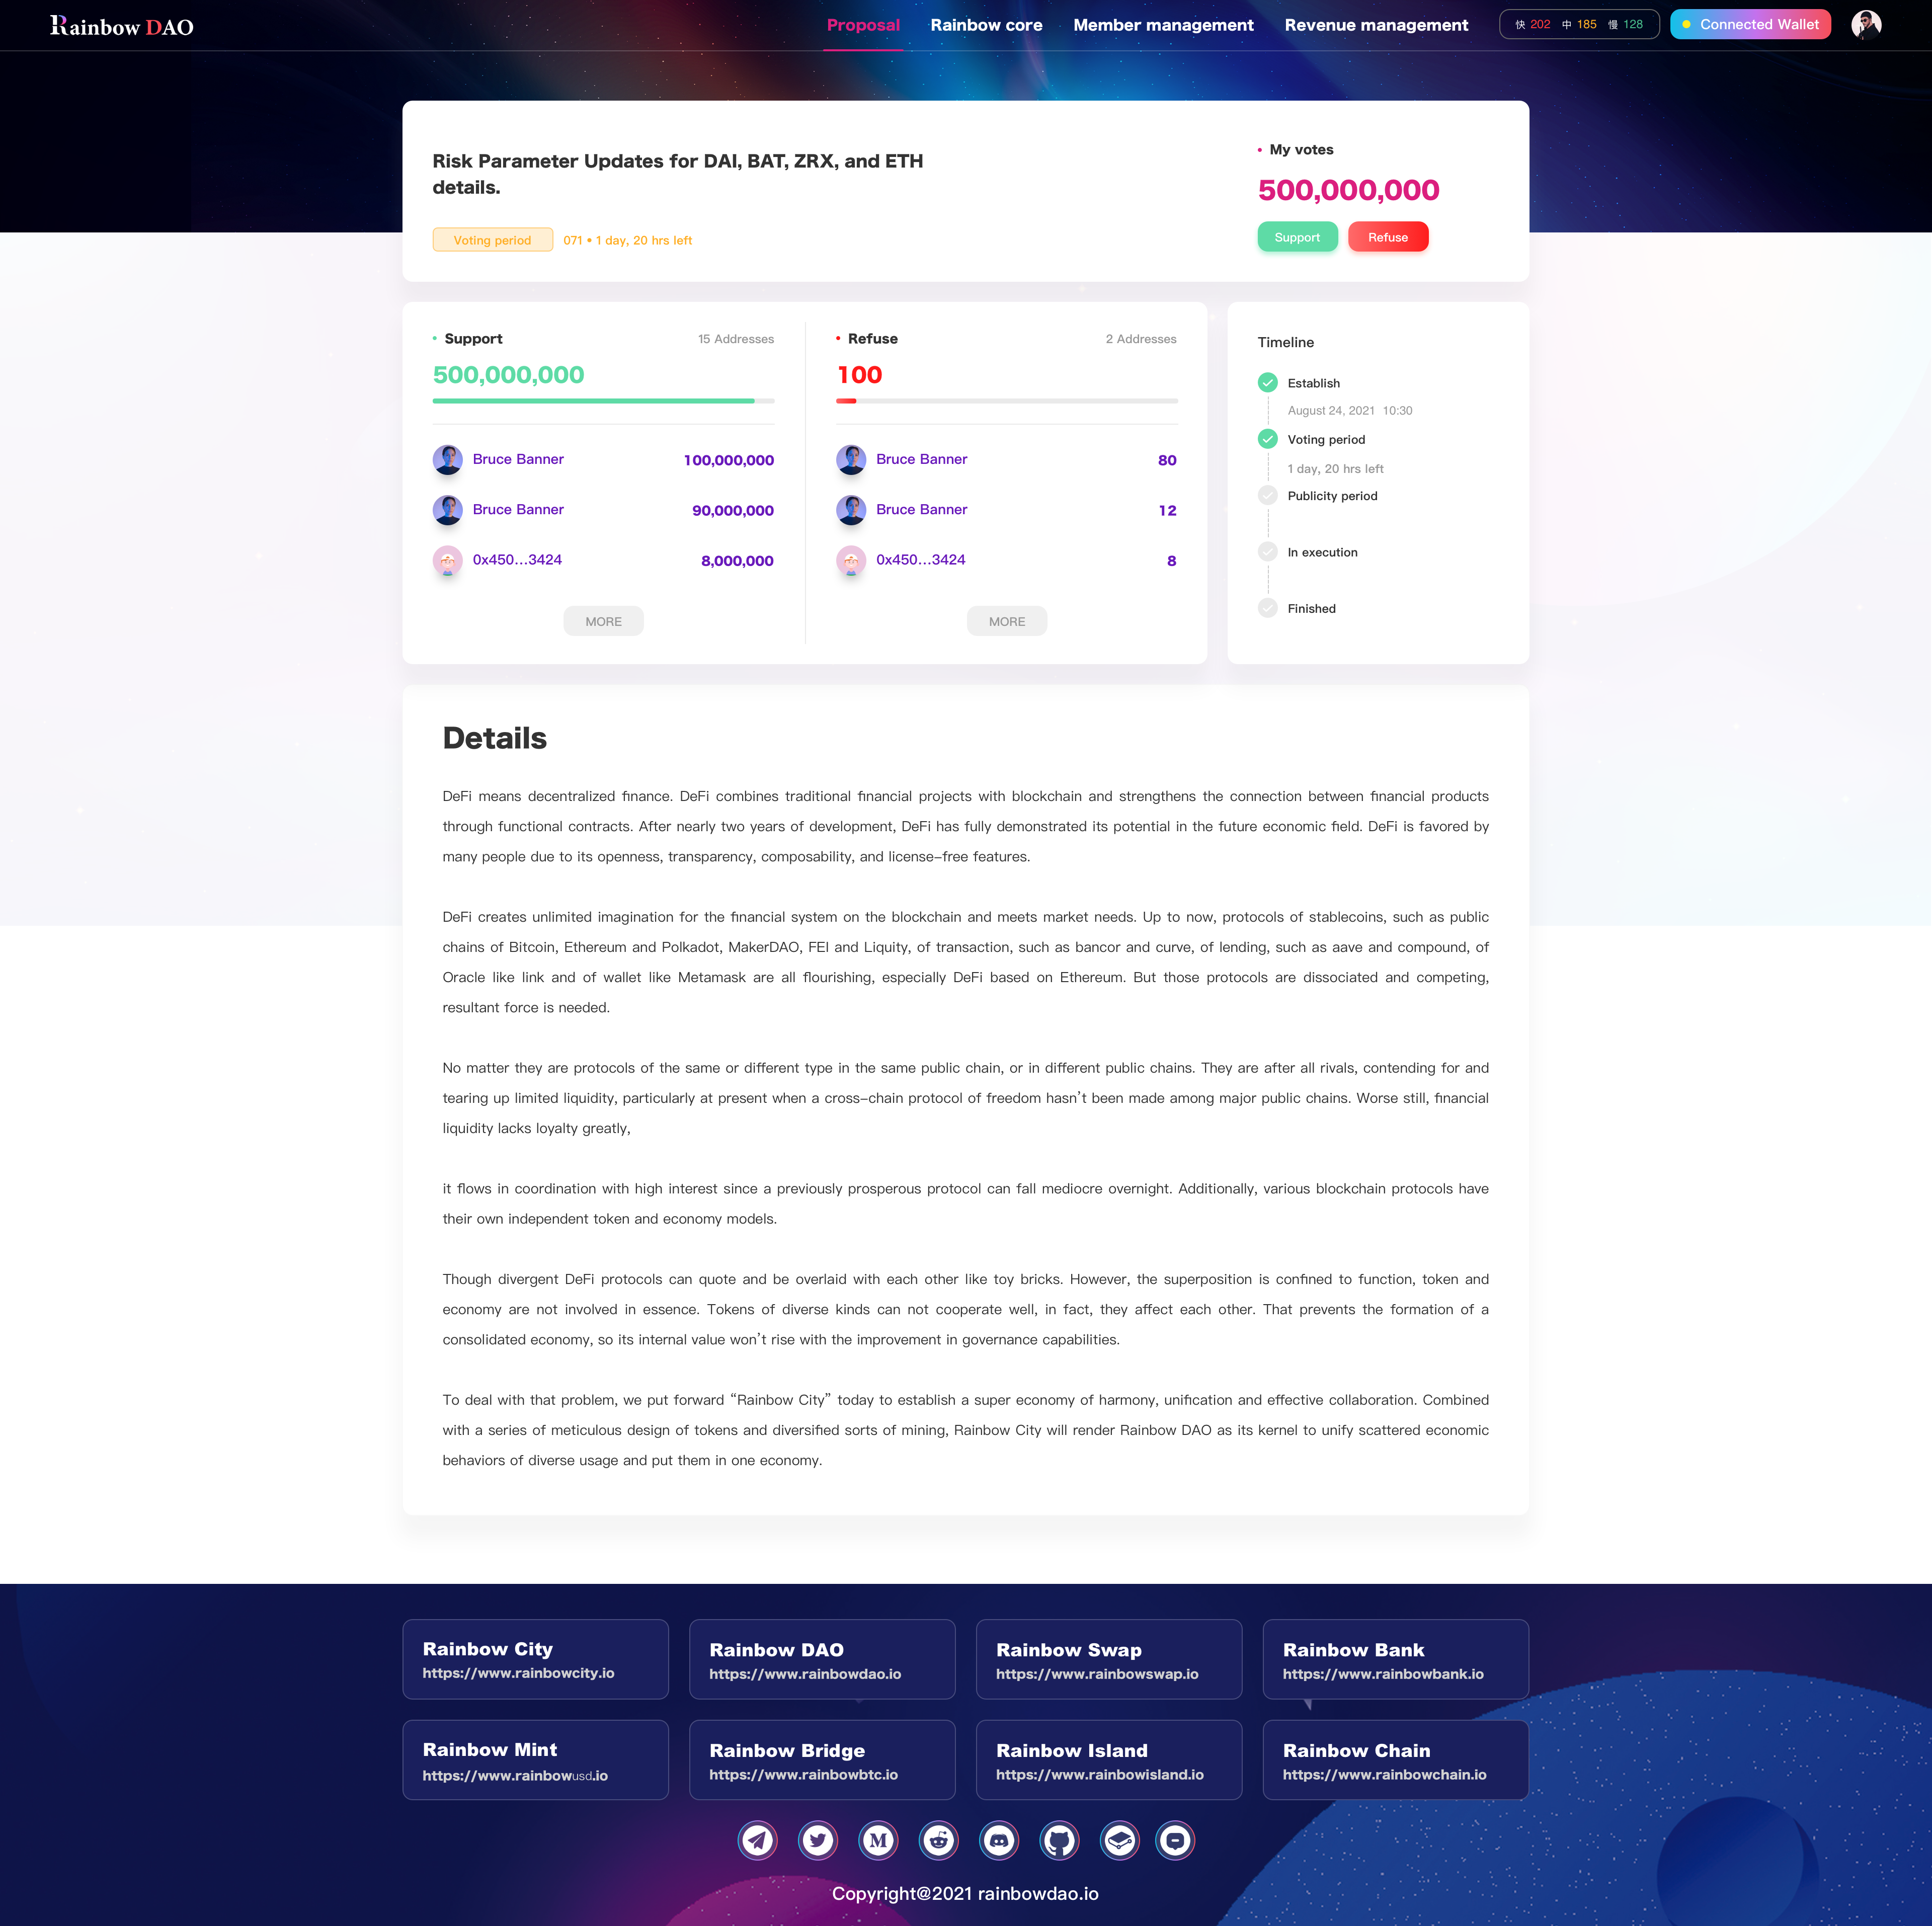 Rainbow DAO
Proposal Rainbow core Member management Revenue management 快 202 中 185 慢 128 Connected Wallet
Risk Parameter Updates for DAI, BAT, ZRX, and ETH
details.
Voting period 071 • 1 day, 20 hrs left
My votes
500,000,000
Support Refuse
Support 15 Addresses
500,000,000
Bruce Banner 100,000,000
Bruce Banner 90,000,000
0x450...3424 8,000,000
MORE
Refuse 2 Addresses
100
Bruce Banner 80
Bruce Banner 12
0x450...3424 8
MORE
Timeline
Establish
August 24, 2021 10:30
Voting period
1 day, 20 hrs left
Publicity period
In execution
Finished
Details
DeFi means decentralized finance. DeFi combines traditional financial projects with blockchain and strengthens the connection between financial products
through functional contracts. After nearly two years of development, DeFi has fully demonstrated its potential in the future economic field. DeFi is favored by
many people due to its openness, transparency, composability, and license-free features.
DeFi creates unlimited imagination for the financial system on the blockchain and meets market needs. Up to now, protocols of stablecoins, such as public
chains of Bitcoin, Ethereum and Polkadot, MakerDAO, FEI and Liquity, of transaction, such as bancor and curve, of lending, such as aave and compound, of
Oracle like link and of wallet like Metamask are all flourishing, especially DeFi based on Ethereum. But those protocols are dissociated and competing,
resultant force is needed.
No matter they are protocols of the same or different type in the same public chain, or in different public chains. They are after all rivals, contending for and
tearing up limited liquidity, particularly at present when a cross-chain protocol of freedom hasn't been made among major public chains. Worse still, financial
liquidity lacks loyalty greatly,
it flows in coordination with high interest since a previously prosperous protocol can fall mediocre overnight. Additionally, various blockchain protocols have
their own independent token and economy models.
Though divergent DeFi protocols can quote and be overlaid with each other like toy bricks. However, the superposition is confined to function, token and
economy are not involved in essence. Tokens of diverse kinds can not cooperate well, in fact, they affect each other. That prevents the formation of a
consolidated economy, so its internal value won't rise with the improvement in governance capabilities.
To deal with that problem, we put forward “Rainbow City” today to establish a super economy of harmony, unification and effective collaboration. Combined
with a series of meticulous design of tokens and diversified sorts of mining, Rainbow City will render Rainbow DAO as its kernel to unify scattered economic
behaviors of diverse usage and put them in one economy.
Rainbow City
https://www.rainbowcity.io
Rainbow DAO
https://www.rainbowdao.io
Rainbow Swap
https://www.rainbowswap.io
Rainbow Bank
https://www.rainbowbank.io
Rainbow Mint
https://www.rainbowusd.io
Rainbow Bridge
https://www.rainbowbtc.io
Rainbow Island
https://www.rainbowisland.io
Rainbow Chain
https://www.rainbowchain.io
Copyright@2021 rainbowdao.io